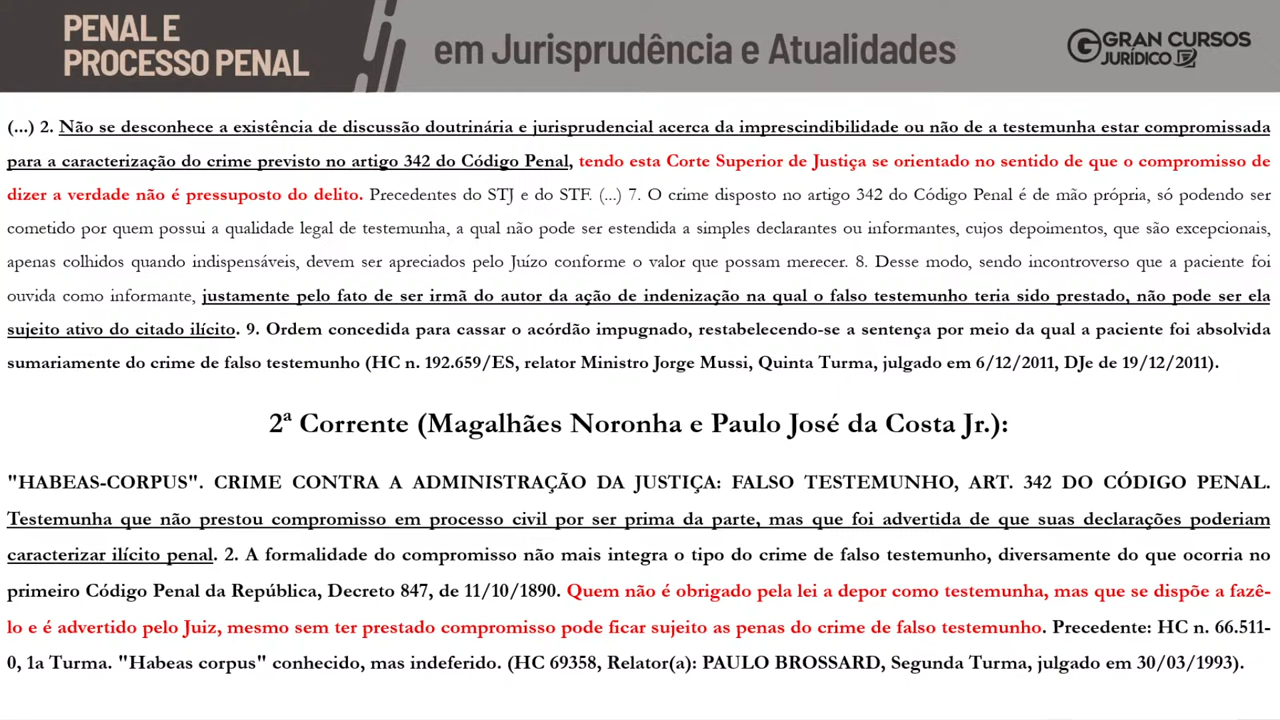 PENAL E
PROCESSO PENAL
em Jurisprudência e Atualidades
GRAN CURSOS
JURÍDICO
(...) 2. Não se desconhece a existência de discussão doutrinária e jurisprudencial acerca da imprescindibilidade ou não de a testemunha estar compromissada
para a caracterização do crime previsto no artigo 342 do Código Penal, tendo esta Corte Superior de Justiça se orientado no sentido de que o compromisso de
dizer a verdade não é pressuposto do delito. Precedentes do STJ e do STF. (...) 7. O crime disposto no artigo 342 do Código Penal é de mão própria, só podendo ser
cometido por quem possui a qualidade legal de testemunha, a qual não pode ser estendida a simples declarantes ou informantes, cujos depoimentos, que são excepcionais,
apenas colhidos quando indispensáveis, devem ser apreciados pelo Juízo conforme o valor que possam merecer. 8. Desse modo, sendo incontroverso que a paciente foi
ouvida como informante, justamente pelo fato de ser irmã do autor da ação de indenização na qual o falso testemunho teria sido prestado, não pode ser ela
sujeito ativo do citado ilícito. 9. Ordem concedida para cassar o acórdão impugnado, restabelecendo-se a sentença por meio da qual a paciente foi absolvida
sumariamente do crime de falso testemunho (HC n. 192.659/ES, relator Ministro Jorge Mussi, Quinta Turma, julgado em 6/12/2011, DJe de 19/12/2011).
2ª Corrente (Magalhães Noronha e Paulo José da Costa Jr.):
"HABEAS-CORPUS". CRIME CONTRA A ADMINISTRAÇÃO DA JUSTIÇA: FALSO TESTEMUNHO, ART. 342 DO CÓDIGO PENAL.
Testemunha que não prestou compromisso em processo civil por ser prima da parte, mas que foi advertida de que suas declarações poderiam
caracterizar ilícito penal. 2. A formalidade do compromisso não mais integra o tipo do crime de falso testemunho, diversamente do que ocorria no
primeiro Código Penal da República, Decreto 847, de 11/10/1890. Quem não é obrigado pela lei a depor como testemunha, mas que se dispõe a fazê-
lo e é advertido pelo Juiz, mesmo sem ter prestado compromisso pode ficar sujeito as penas do crime de falso testemunho. Precedente: HC n. 66.511-
0, 1a Turma. "Habeas corpus" conhecido, mas indeferido. (HC 69358, Relator(a): PAULO BROSSARD, Segunda Turma, julgado em 30/03/1993).